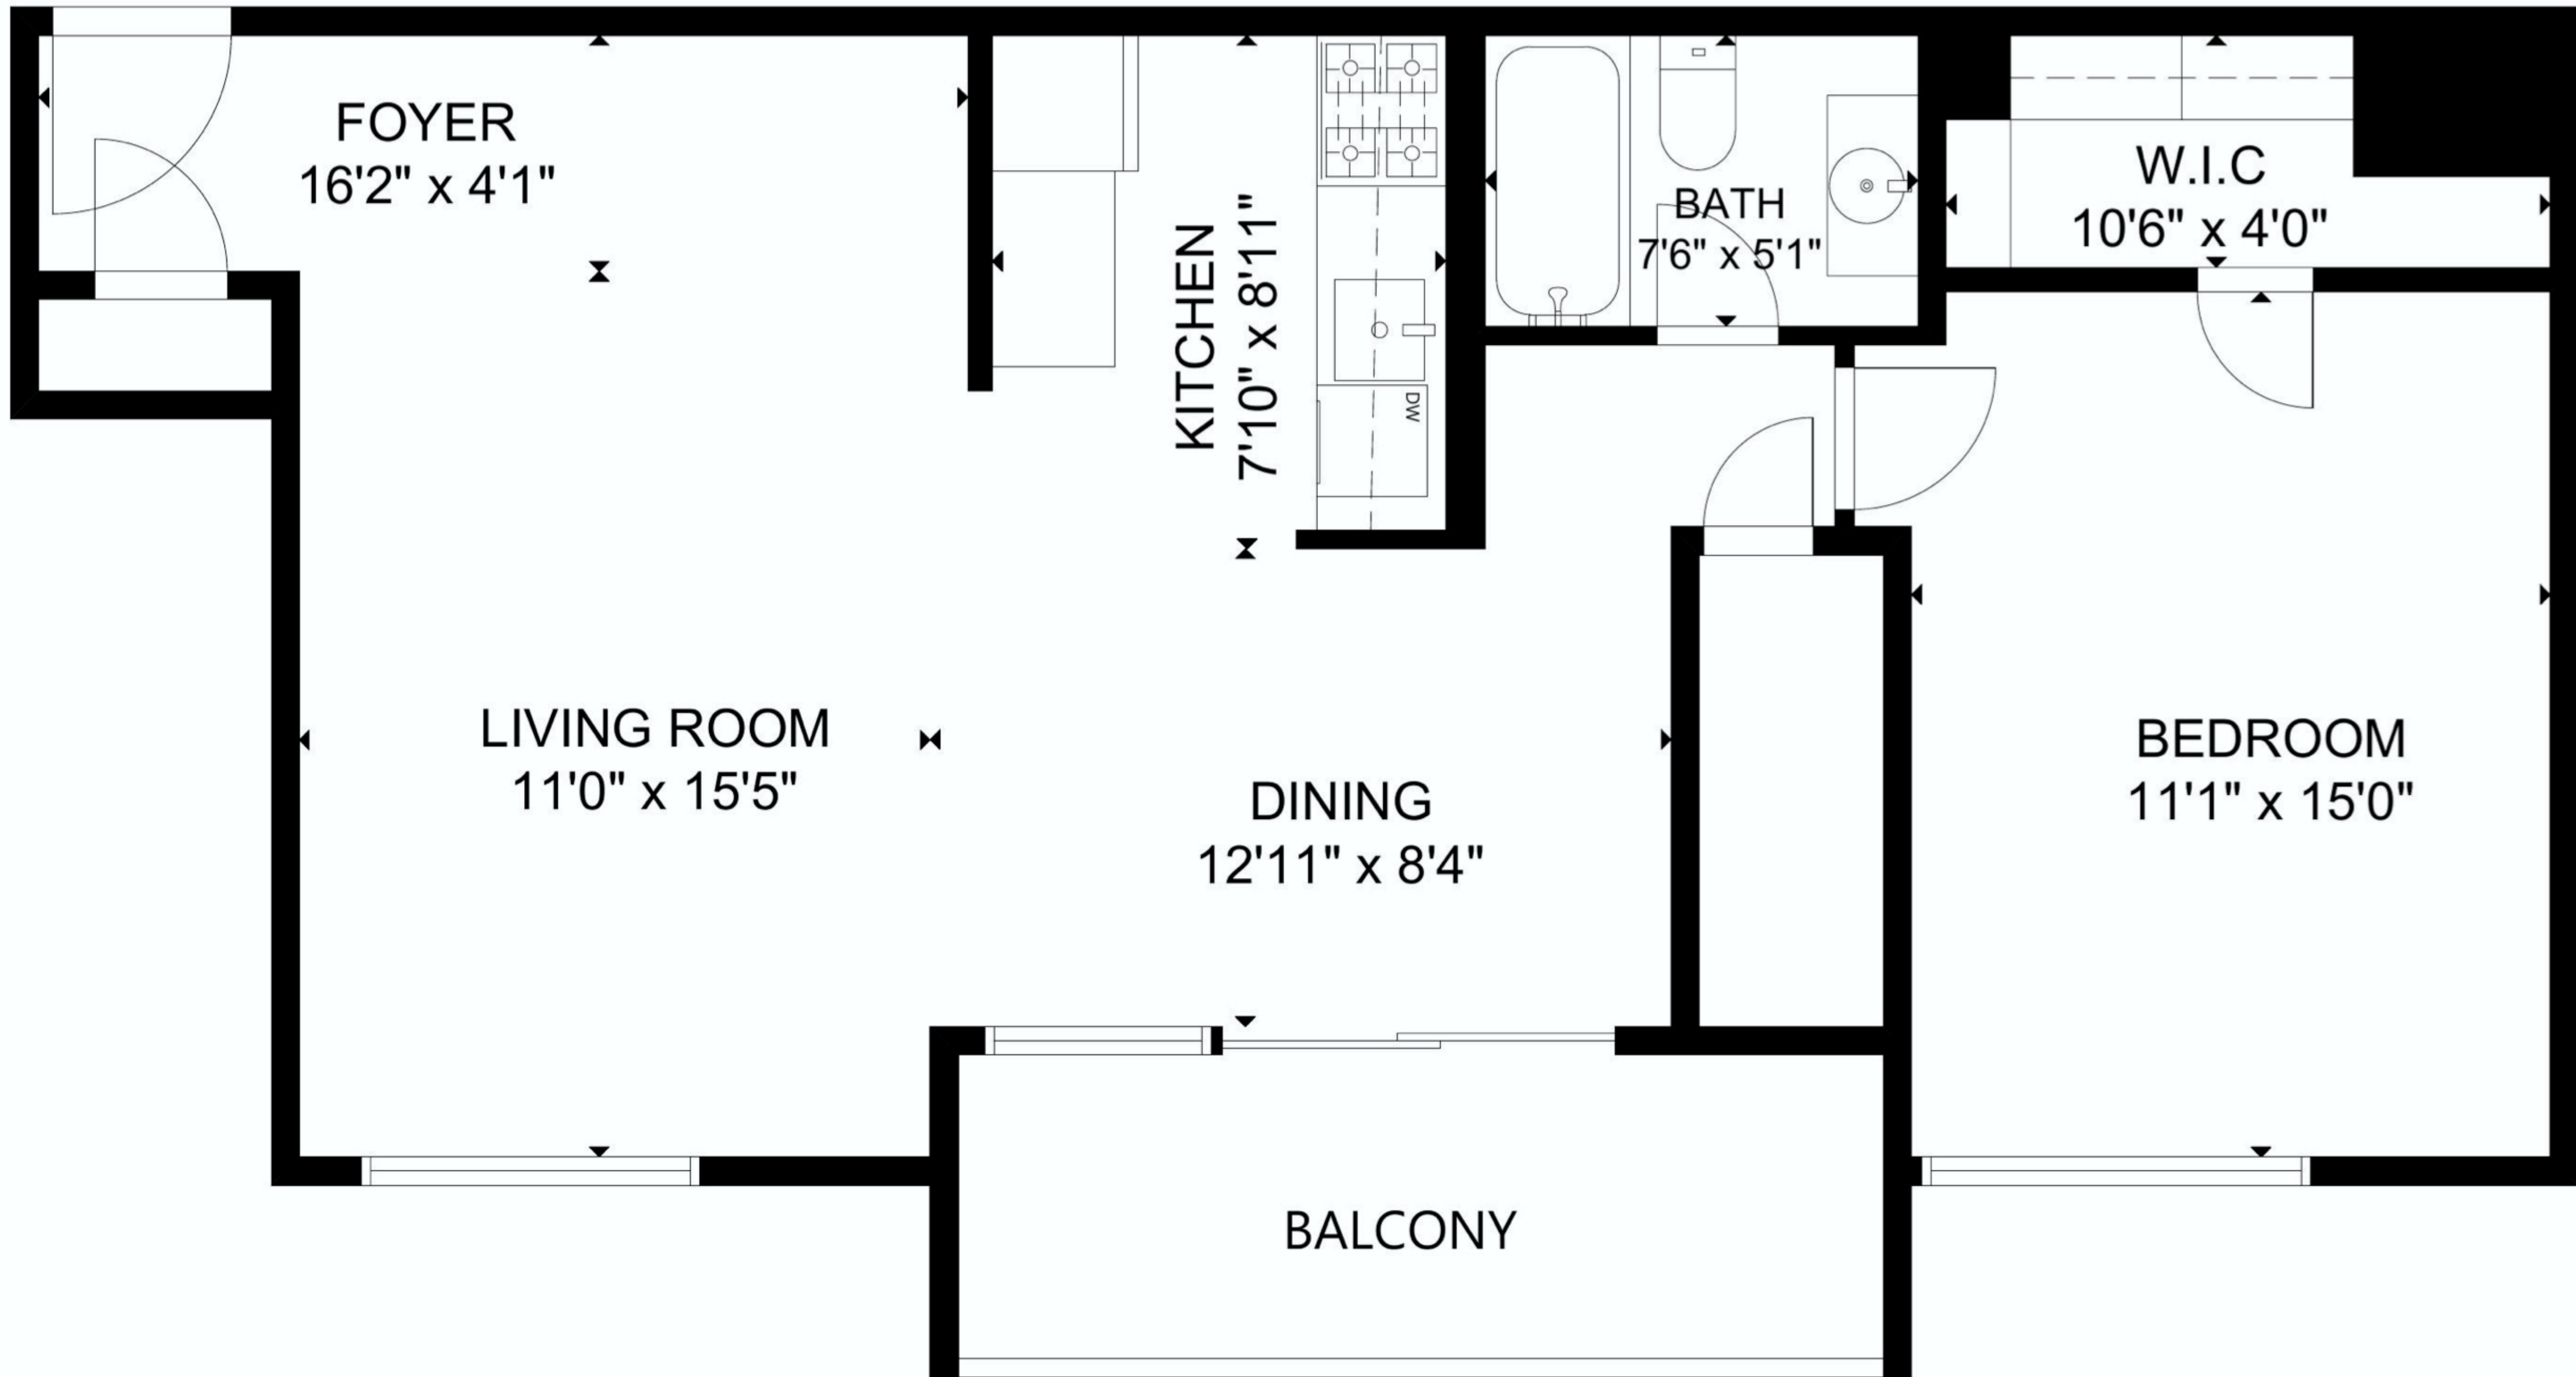 FOYER
16'2" x 4'1"
KITCHEN
7'10" x 8'11"
DW
BATH
7'6" x 5'1"
W.I.C
10'6" x 4'0"
LIVING ROOM
11'0" x 15'5"
DINING
12'11" x 8'4"
BEDROOM
11'1" x 15'0"
BALCONY